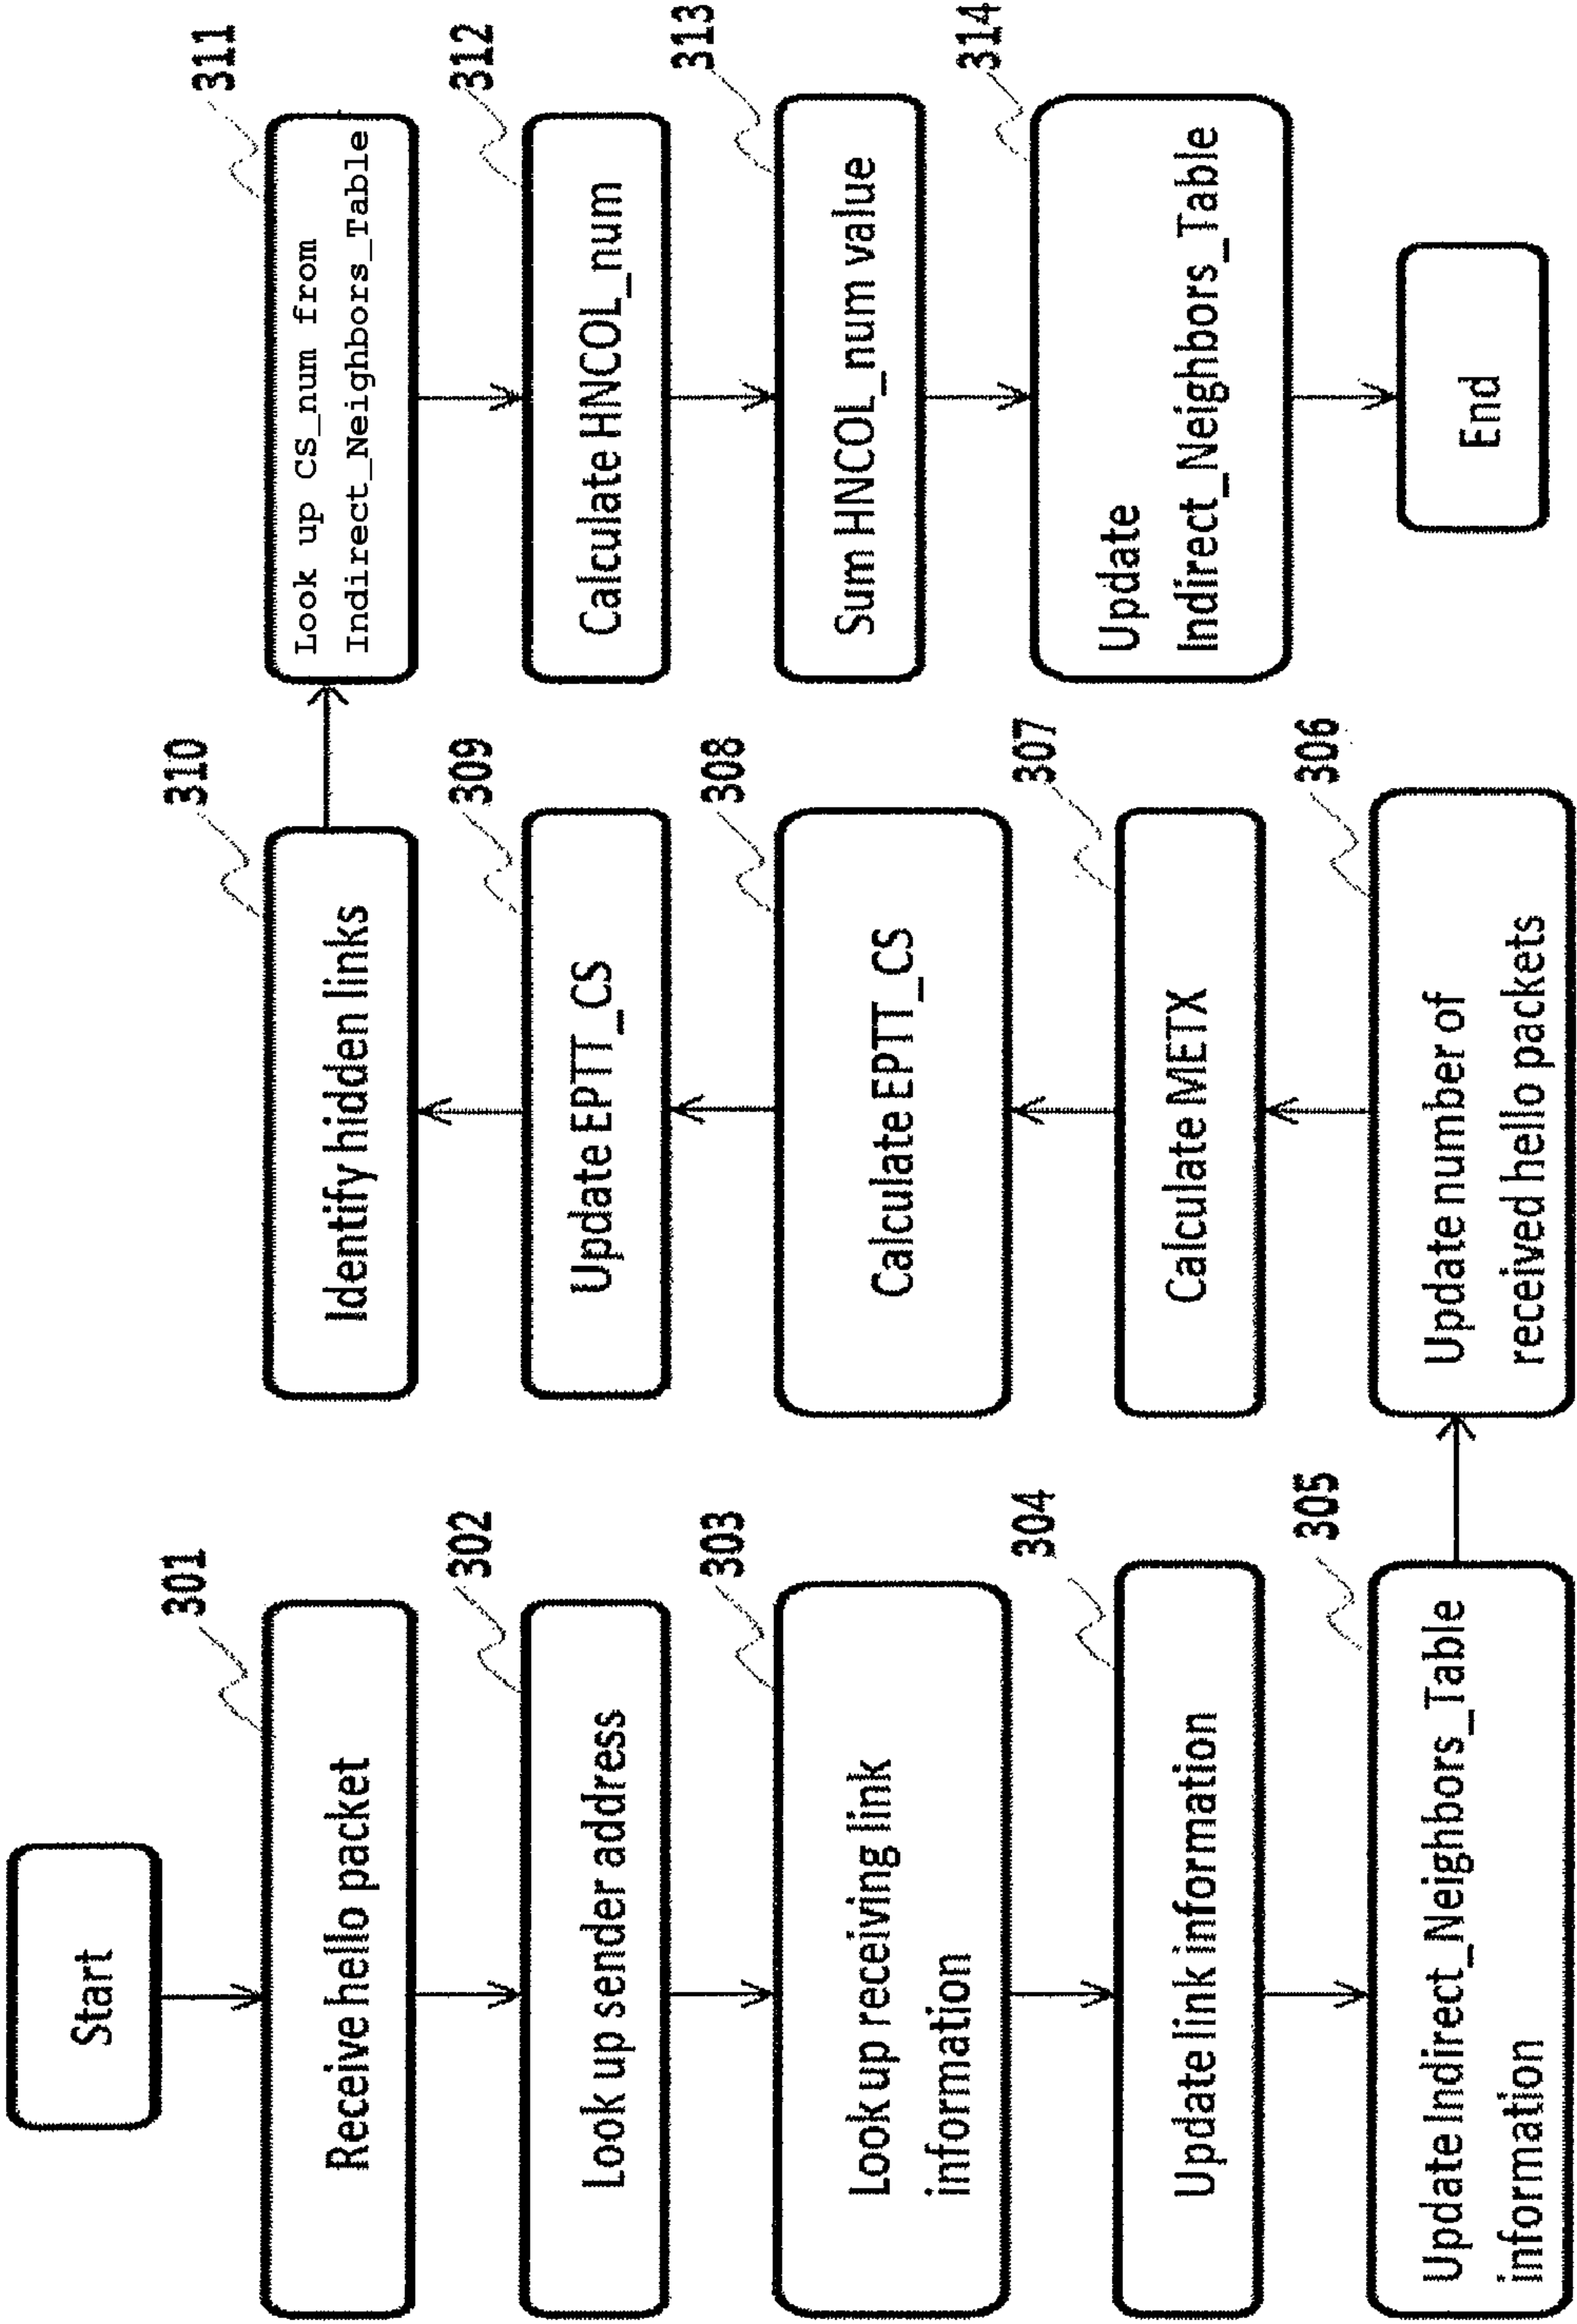 Start
301
Receive hello packet
302
Look up sender address
303
Look up receiving link
information
304
Update link information
305
Update Indirect_Neighbors_Table
information
306
Update number of
received hello packets
307
Calculate METX
308
Calculate EPTT_CS
309
Update EPTT_CS
310
Identify hidden links
311
Look up CS_num from
Indirect_Neighbors_Table
312
Calculate HNCOL_num
313
Sum HNCOL_num value
314
Update
Indirect_Neighbors_Table
End